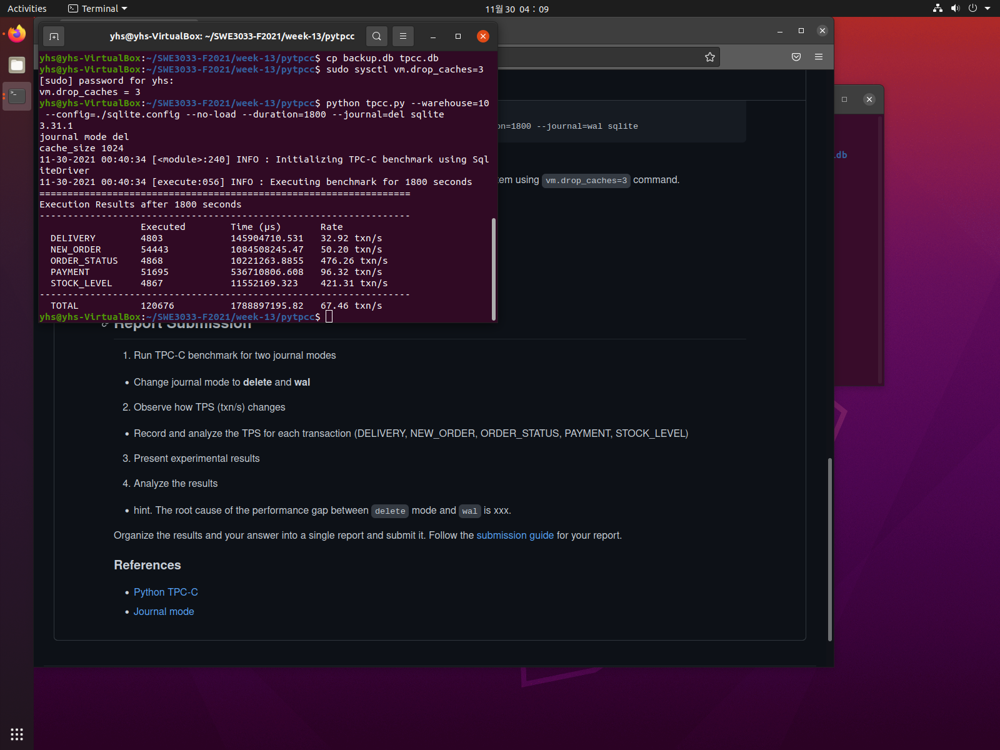 Activities
Terminal
11월 30 04 : 09
yhs@yhs-VirtualBox: ~/SWE3033-F2021/week-13/pytpcc
yhs@yhs-VirtualBox:~/SWE3033-F2021/week-13/pytpcc$ cp backup.db tpcc.db
yhs@yhs-VirtualBox:~/SWE3033-F2021/week-13/pytpcc$ sudo sysctl vm.drop_caches=3
[sudo] password for yhs:
vm.drop_caches = 3
yhs@yhs-VirtualBox:~/SWE3033-F2021/week-13/pytpcc$ python tpcc.py --warehouse=10
--config=./sqlite.config --no-load --duration=1800 --journal=del sqlite
3.31.1
journal mode del
cache_size 1024
11-30-2021 00:40:34 [<module>:240] INFO : Initializing TPC-C benchmark using Sql
iteDriver
11-30-2021 00:40:34 [execute:056] INFO : Executing benchmark for 1800 seconds
==================================================================
Execution Results after 1800 seconds
------------------------------------------------------------------
Executed Time (µs) Rate
DELIVERY 4803 145904710.531 32.92 txn/s
NEW_ORDER 54443 1084508245.47 50.20 txn/s
ORDER_STATUS 4868 10221263.8855 476.26 txn/s
PAYMENT 51695 536710806.608 96.32 txn/s
STOCK_LEVEL 4867 11552169.323 421.31 txn/s
------------------------------------------------------------------
TOTAL 120676 1788897195.82 67.46 txn/s
yhs@yhs-VirtualBox:~/SWE3033-F2021/week-13/pytpcc$
on=1800 --journal=wal sqlite
.db
tem using vm.drop_caches=3 command.
Report Submission
1. Run TPC-C benchmark for two journal modes
• Change journal mode to delete and wal
2. Observe how TPS (txn/s) changes
• Record and analyze the TPS for each transaction (DELIVERY, NEW_ORDER, ORDER_STATUS, PAYMENT, STOCK_LEVEL)
3. Present experimental results
4. Analyze the results
• hint. The root cause of the performance gap between delete mode and wal is xxx.
Organize the results and your answer into a single report and submit it. Follow the submission guide for your report.
References
• Python TPC-C
• Journal mode